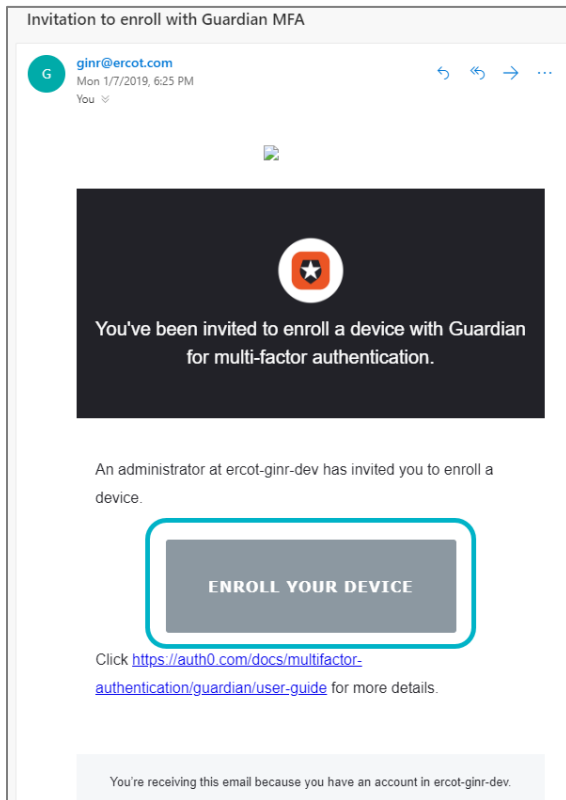 Invitation to enroll with Guardian MFA
G
ginr@ercot.com
Mon 1/7/2019, 6:25 PM
You
You've been invited to enroll a device with Guardian
for multi-factor authentication.
An administrator at ercot-ginr-dev has invited you to enroll a
device.
ENROLL YOUR DEVICE
Click https://auth0.com/docs/multifactor-
authentication/guardian/user-guide for more details.
You're receiving this email because you have an account in ercot-ginr-dev.